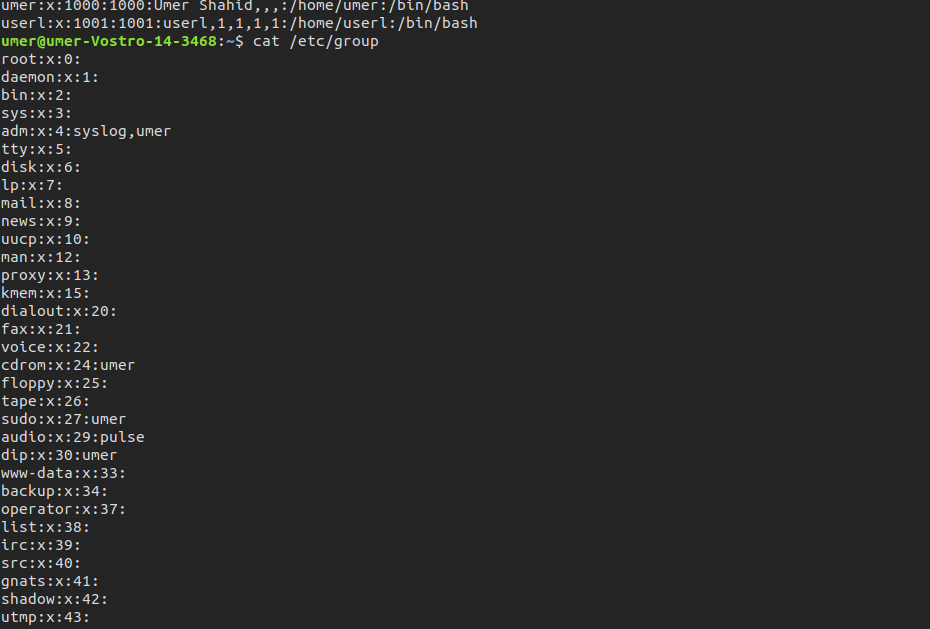 umer:x:1000:1000:Umer Shahid,,,:/home/umer:/bin/bash
userl:x:1001:1001:userl,1,1,1,1:/home/userl:/bin/bash
umer@umer-Vostro-14-3468:~$ cat /etc/group
root:x:0:
daemon:x:1:
bin:x:2:
sys:x:3:
adm:x:4:syslog,umer
tty:x:5:
disk:x:6:
lp:x:7:
mail:x:8:
news:x:9:
uucp:x:10:
man:x:12:
proxy:x:13:
kmem:x:15:
dialout:x:20:
fax:x:21:
voice:x:22:
cdrom:x:24:umer
floppy:x:25:
tape:x:26:
sudo:x:27:umer
audio:x:29:pulse
dip:x:30:umer
www-data:x:33:
backup:x:34:
operator:x:37:
list:x:38:
irc:x:39:
src:x:40:
gnats:x:41:
shadow:x:42:
utmp:x:43: